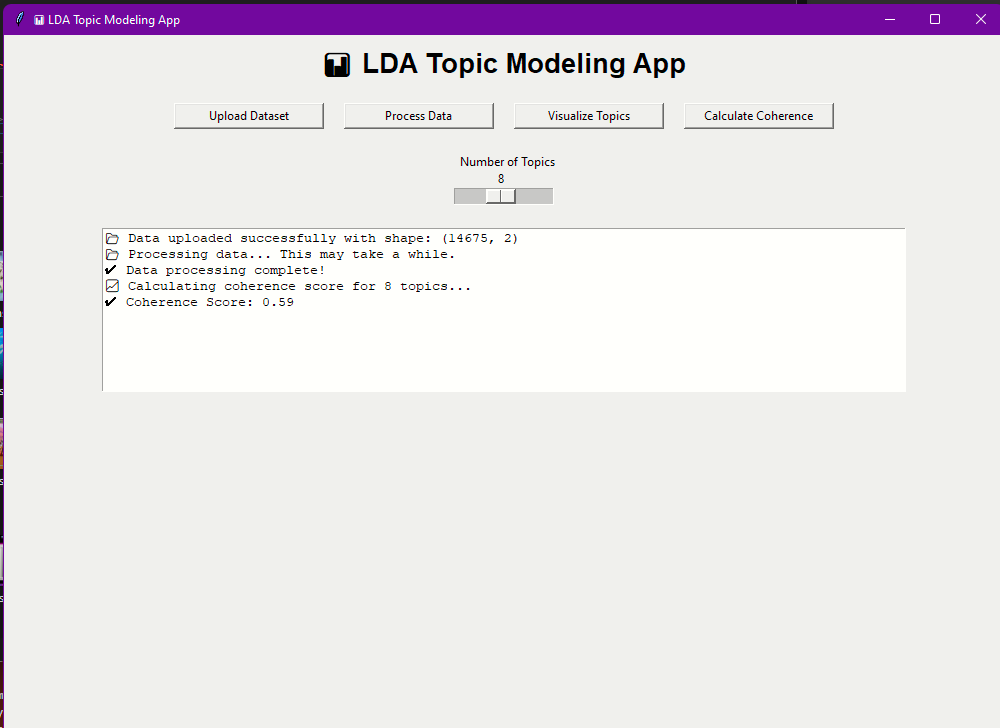 LDA Topic Modeling App
LDA Topic Modeling App
Upload Dataset
Process Data
Visualize Topics
Calculate Coherence
Number of Topics
8
Data uploaded successfully with shape: (14675, 2)
Processing data... This may take a while.
Data processing complete!
Calculating coherence score for 8 topics...
Coherence Score: 0.59